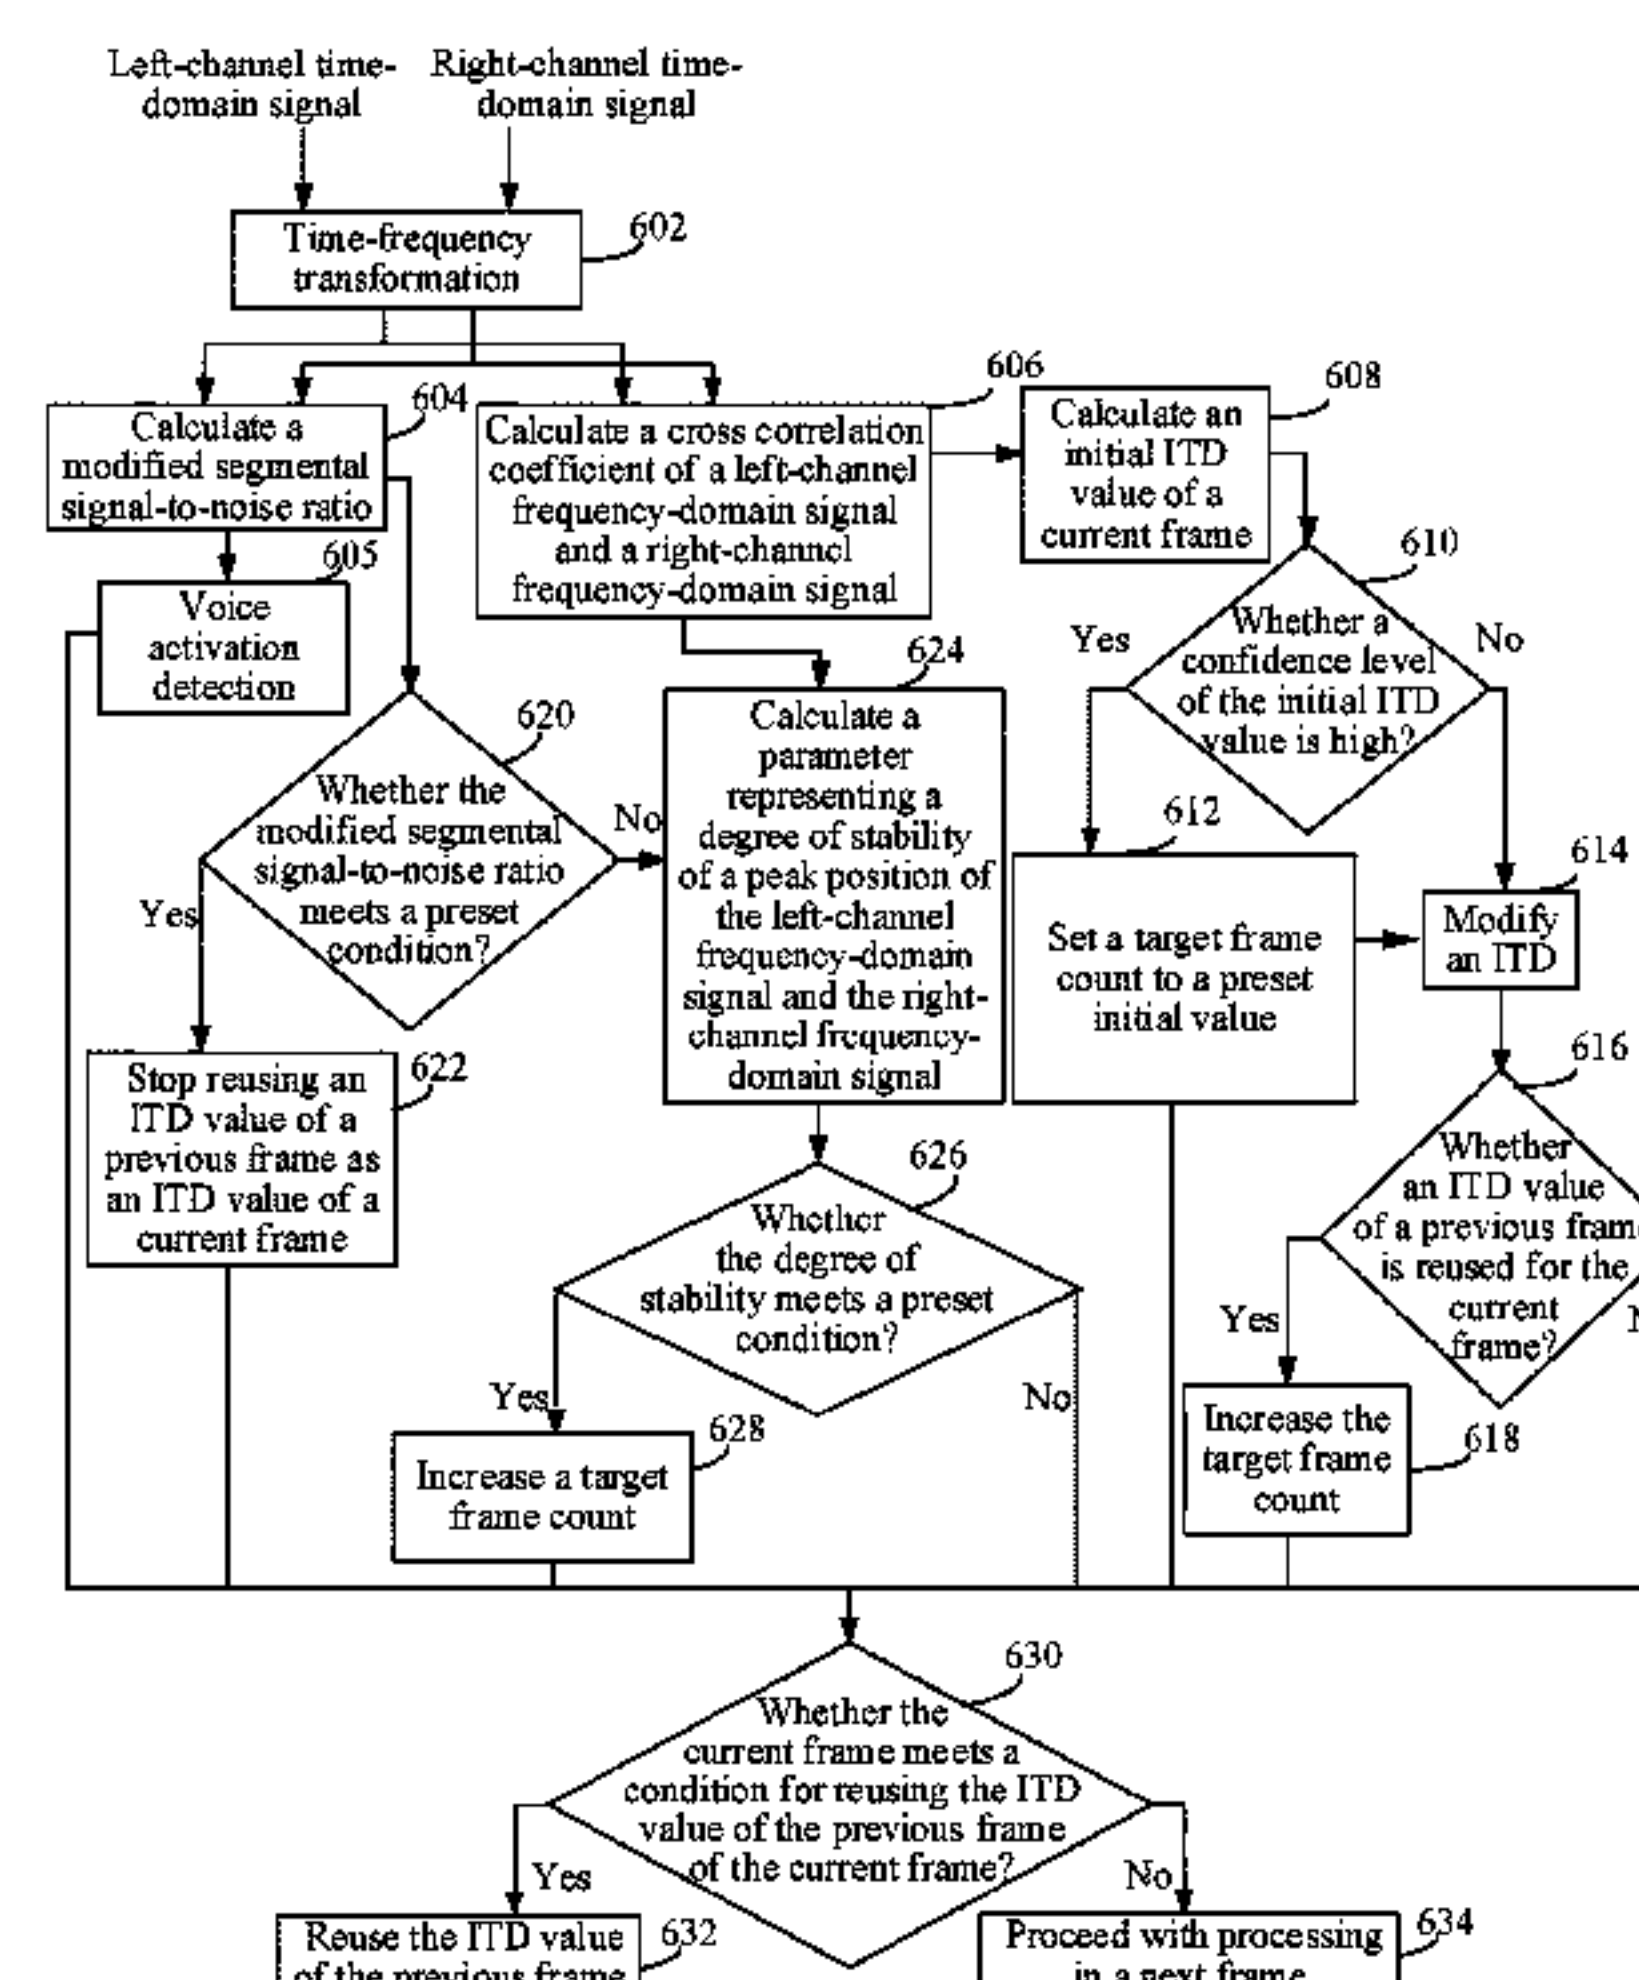 Left-channel time-
domain signal
Right-channel time-
domain signal
Time-frequency
transformation
602
604
Calculate a
modified segmental
signal-to-noise ratio
605
Voice
activation
detection
606
Calculate a cross correlation
coefficient of a left-channel
frequency-domain signal
and a right-channel
frequency-domain signal
608
Calculate an
initial ITD
value of a
current frame
610
Whether a
confidence level
of the initial ITD
value is high?
Yes
No
612
Set a target frame
count to a preset
initial value
614
Modify
an ITD
616
Whether
an ITD value
of a previous
is reused for the
current
frame?
Yes
618
Increase the
target frame
count
620
Whether the
modified segmental
signal-to-noise ratio
meets a preset
condition?
Yes
No
622
Stop reusing an
ITD value of a
previous frame as
an ITD value of a
current frame
624
Calculate a
parameter
representing a
degree of stability
of a peak position of
the left-channel
frequency-domain
signal and the right-
channel frequency-
domain signal
626
Whether
the degree of
stability meets a preset
condition?
Yes
No
628
Increase a target
frame count
630
Whether the
current frame meets a
condition for reusing the ITD
value of the previous frame
of the current frame?
Yes
No
632
Reuse the ITD value
of the previous frame
634
Proceed with processing
in a next frame